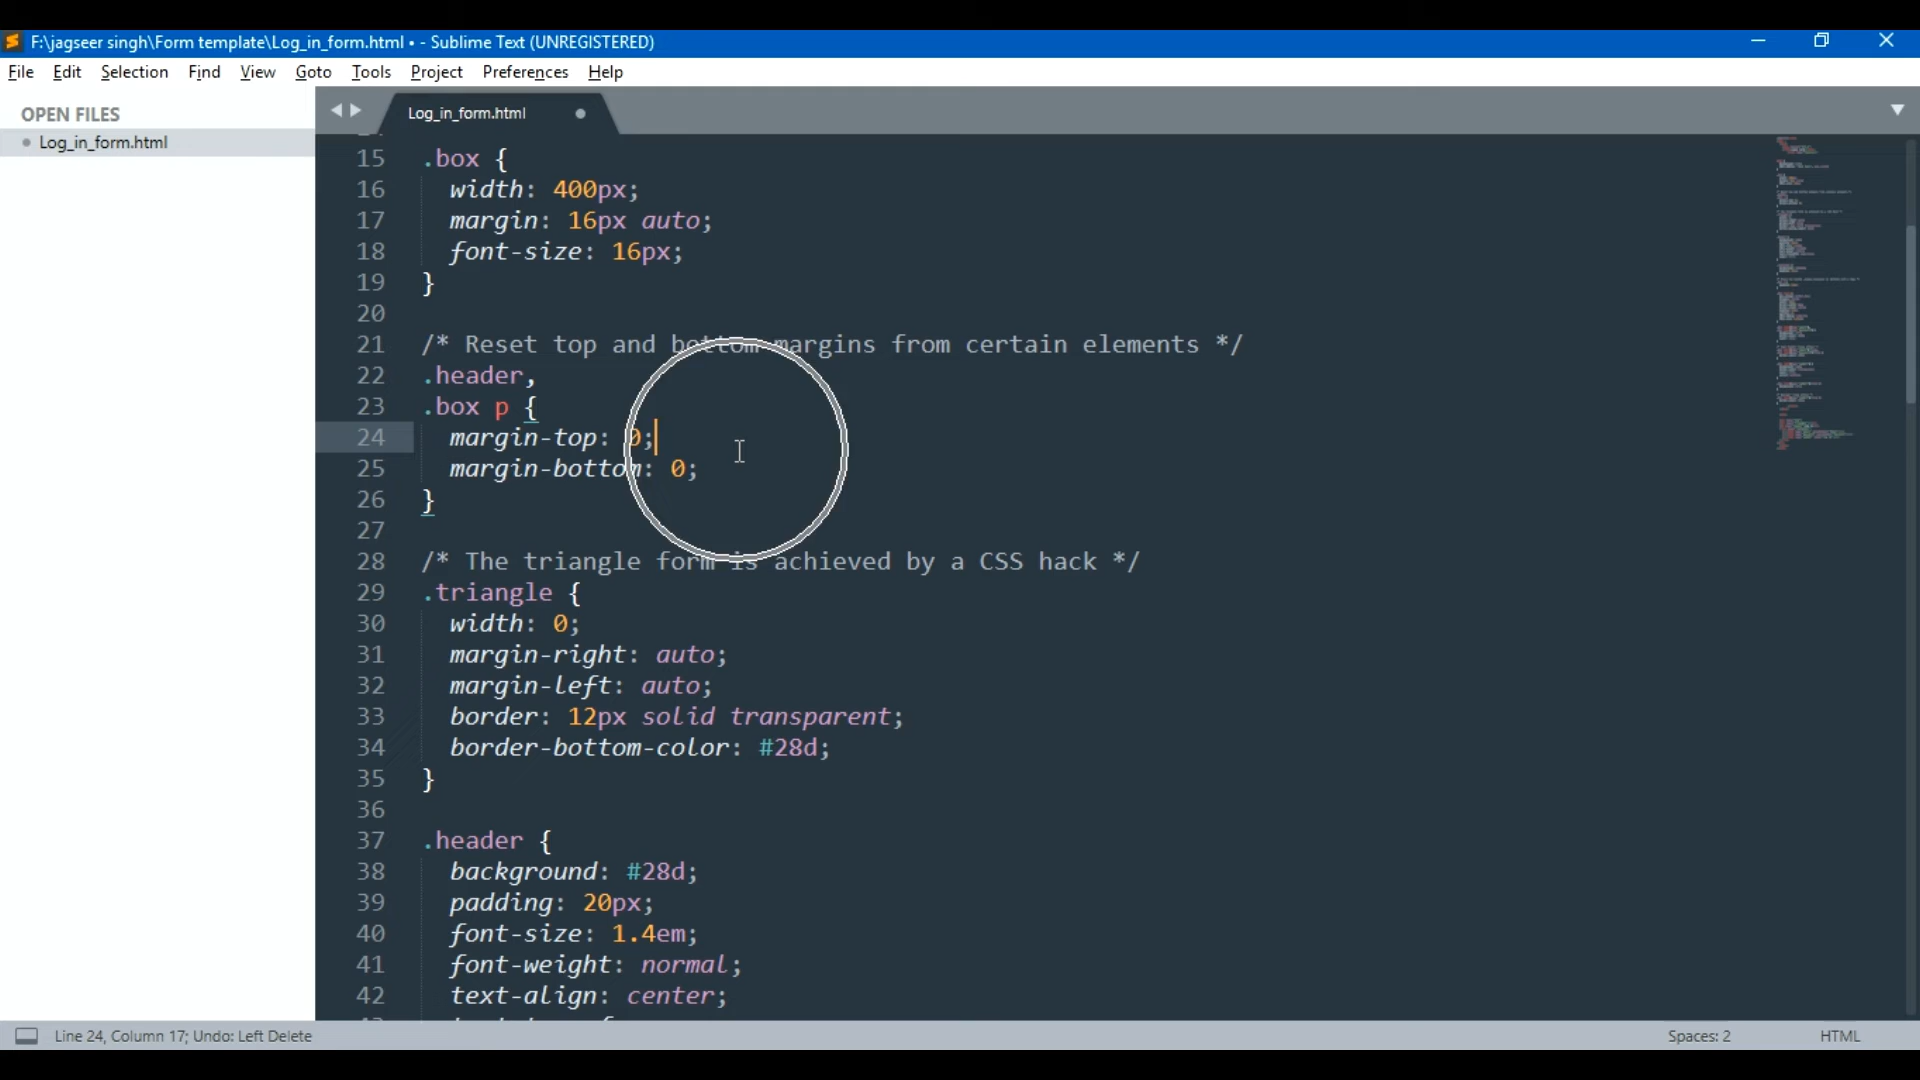 F:\jagseer singh\Form template\Log_in_form.html • - Sublime Text (UNREGISTERED)
File Edit Selection Find View Goto Tools Project Preferences Help
OPEN FILES
Log_in_form.html
Log_in_form.html
15 .box {
16 width: 400px;
17 margin: 16px auto;
18 font-size: 16px;
19 }
20
21 /* Reset top and bottom margins from certain elements */
22 .header,
23 .box p {
24 margin-top: 0;
25 margin-bottom: 0;
26 }
27
28 /* The triangle form is achieved by a CSS hack */
29 .triangle {
30 width: 0;
31 margin-right: auto;
32 margin-left: auto;
33 border: 12px solid transparent;
34 border-bottom-color: #28d;
35 }
36
37 .header {
38 background: #28d;
39 padding: 20px;
40 font-size: 1.4em;
41 font-weight: normal;
42 text-align: center;
Line 24, Column 17; Undo: Left Delete
Spaces: 2
HTML